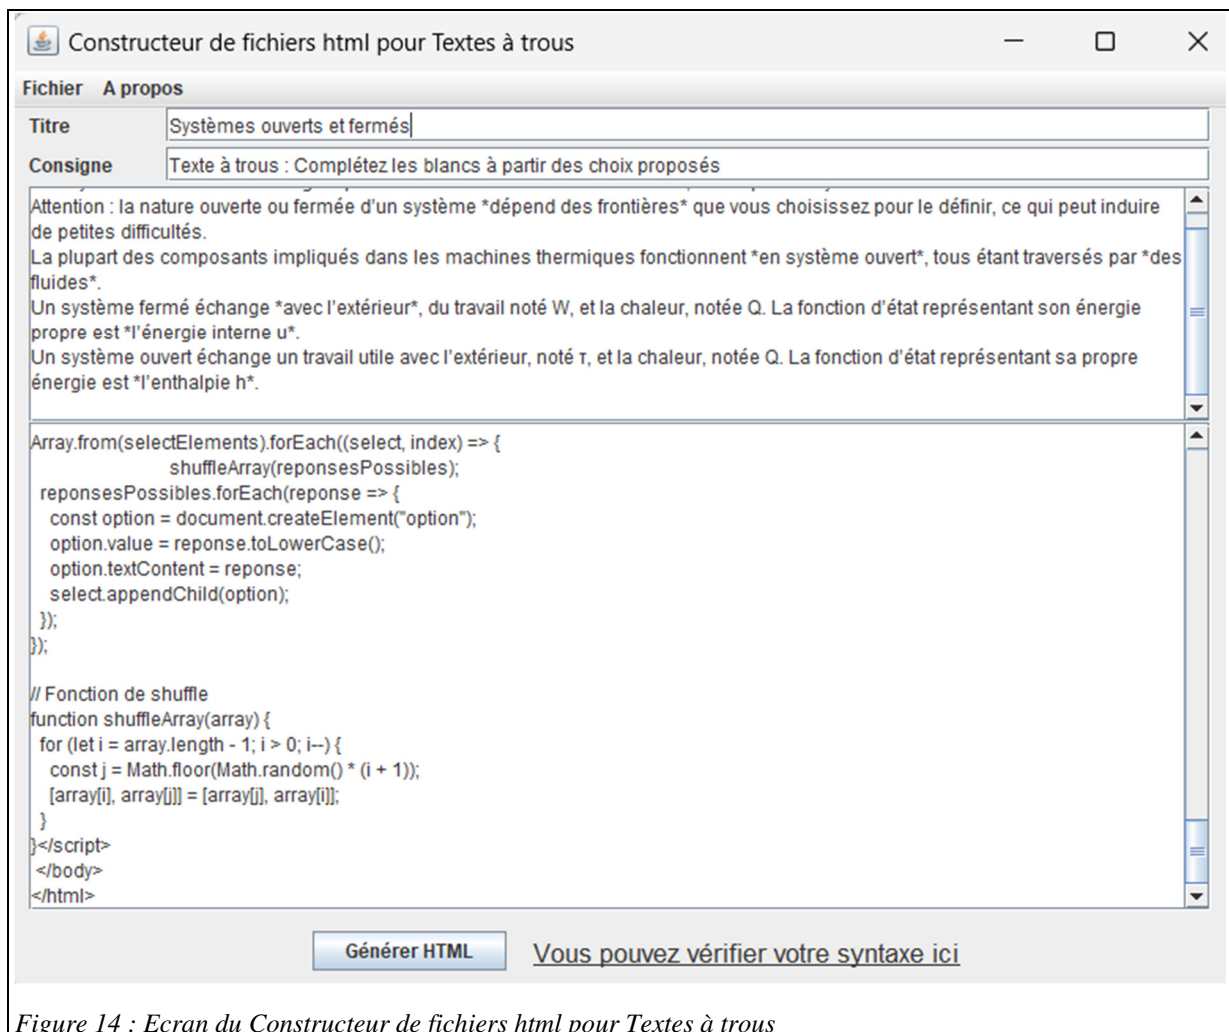 Constructeur de fichiers html pour Textes à trous
Fichier A propos
Titre Systèmes ouverts et fermés
Consigne Texte à trous : Complétez les blancs à partir des choix proposés
Attention : la nature ouverte ou fermée d'un système *dépend des frontières* que vous choisissez pour le définir, ce qui peut induire
de petites difficultés.
La plupart des composants impliqués dans les machines thermiques fonctionnent *en système ouvert*, tous étant traversés par *des
fluides*.
Un système fermé échange *avec l'extérieur*, du travail noté W, et la chaleur, notée Q. La fonction d'état représentant son énergie
propre est *l'énergie interne u*.
Un système ouvert échange un travail utile avec l'extérieur, noté τ, et la chaleur, notée Q. La fonction d'état représentant sa propre
énergie est *l'enthalpie h*.
Array.from(selectElements).forEach((select, index) => {
shuffleArray(reponsesPossibles);
reponsesPossibles.forEach(reponse => {
const option = document.createElement("option");
option.value = reponse.toLowerCase();
option.textContent = reponse;
select.appendChild(option);
});
});
// Fonction de shuffle
function shuffleArray(array) {
for (let i = array.length - 1; i > 0; i--) {
const j = Math.floor(Math.random() * (i + 1));
[array[i], array[j]] = [array[j], array[i]];
}
}</script>
</body>
</html>
Générer HTML Vous pouvez vérifier votre syntaxe ici
Figure 14 : Ecran du Constructeur de fichiers html pour Textes à trous